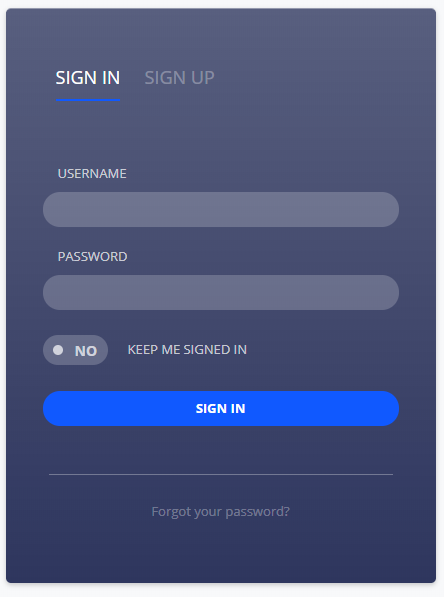 SIGN IN SIGN UP
USERNAME
PASSWORD
NO KEEP ME SIGNED IN
SIGN IN
Forgot your password?